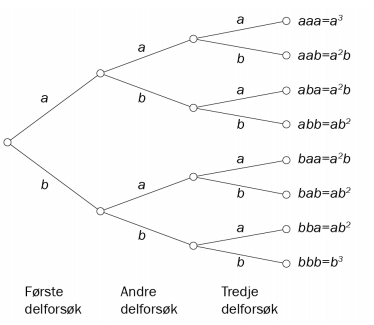 a
aaa=a³
a
b
aab=a²b
a
b
a
aba=a²b
b
abb=ab²
b
a
a
baa=a²b
b
bab=ab²
b
a
bba=ab²
b
bbb=b³
Første
delforsøk
Andre
delforsøk
Tredje
delforsøk